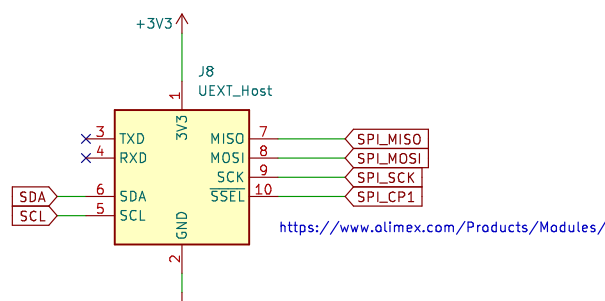 +3V3
J8
UEXT_Host
1
3V3
3 TXD
4 RXD
6 SDA
5 SCL
MISO 7
MOSI 8
SCK 9
SSEL 10
SPI_MISO
SPI_MOSI
SPI_SCK
SPI_CP1
SDA
SCL
GND
2
https://www.olimex.com/Products/Modules/